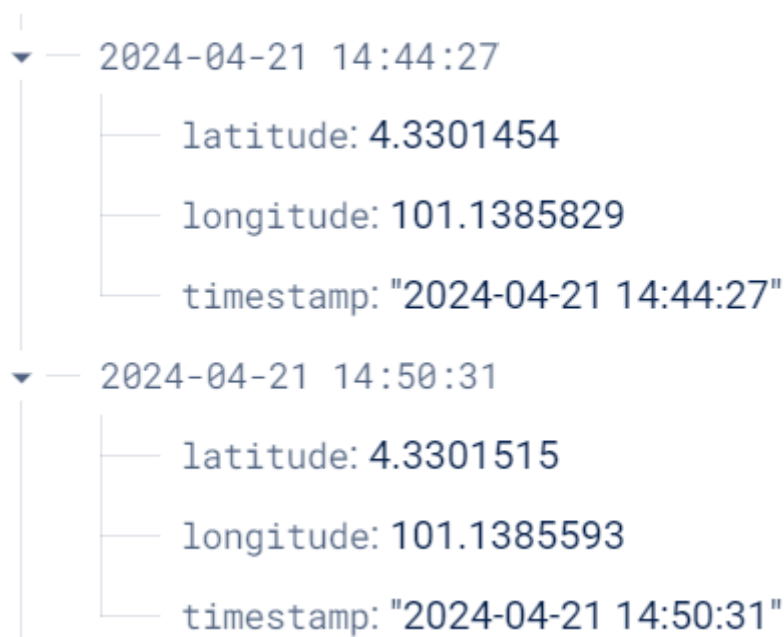 2024-04-21 14:44:27
latitude: 4.3301454
longitude: 101.1385829
timestamp: "2024-04-21 14:44:27"
2024-04-21 14:50:31
latitude: 4.3301515
longitude: 101.1385593
timestamp: "2024-04-21 14:50:31"